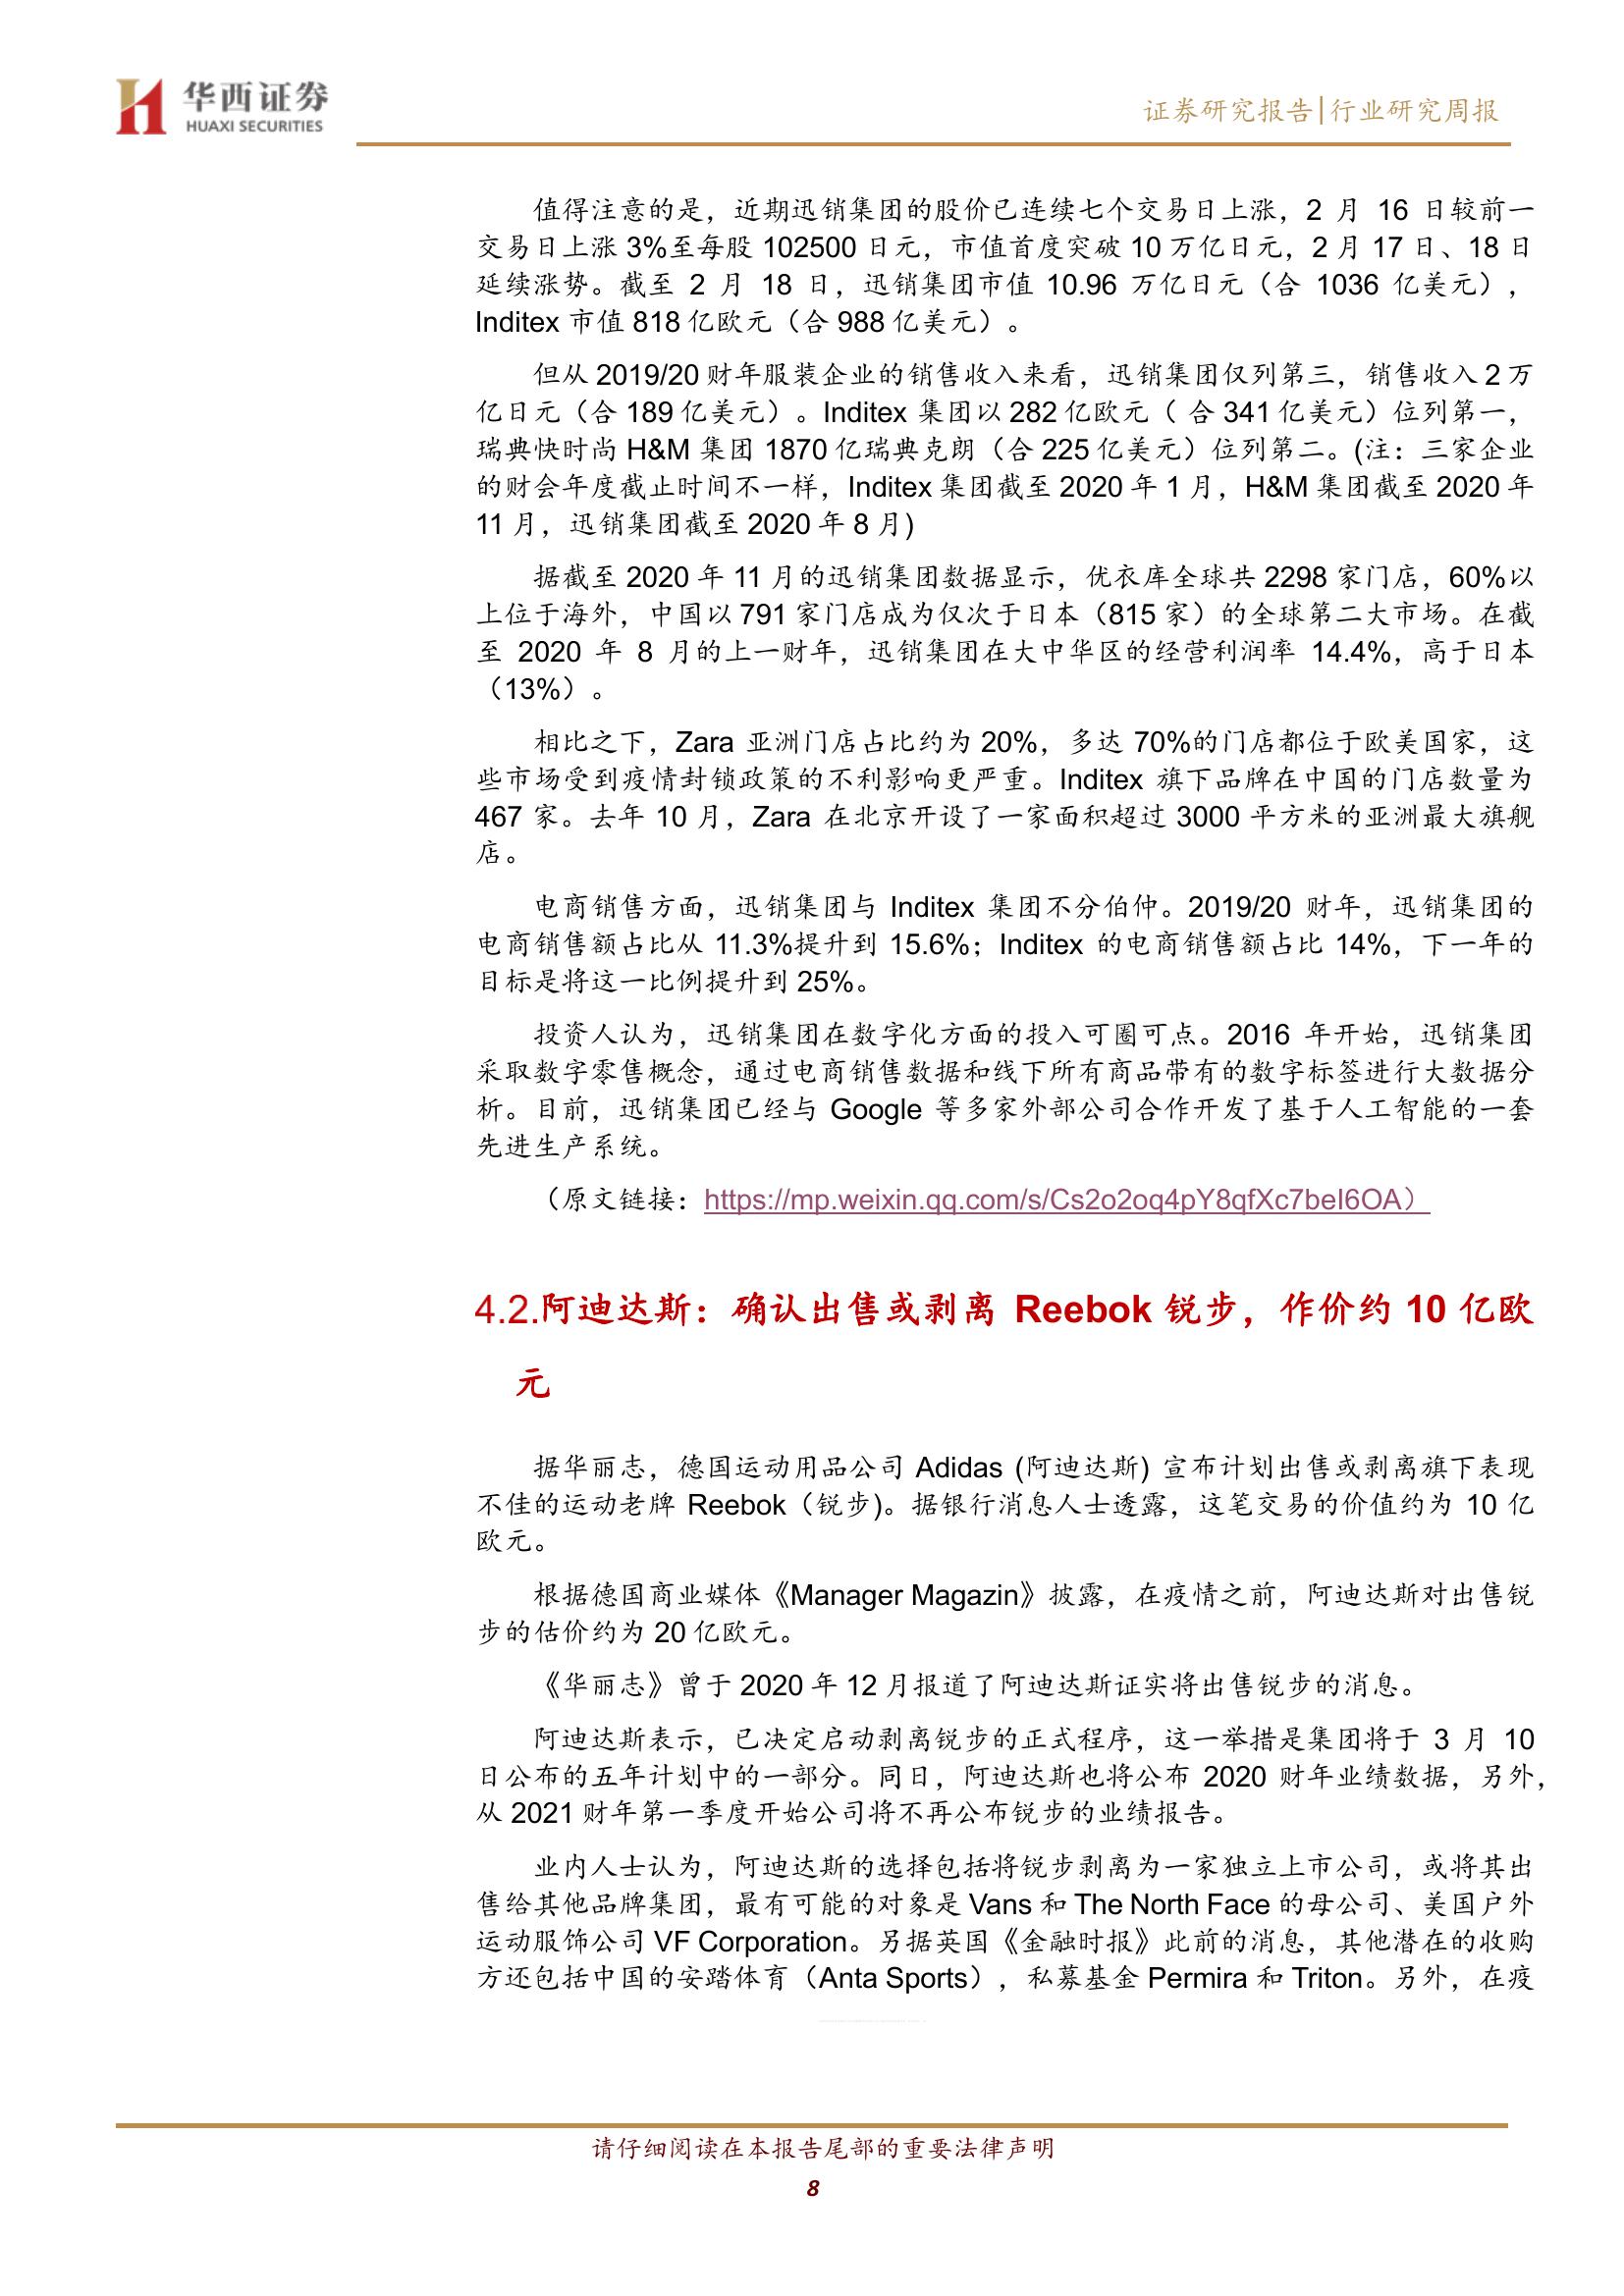 华西证券
HUAXI SECURITIES
证券研究报告|行业研究周报
值得注意的是，近期迅销集团的股价已连续七个交易日上涨，2 月 16 日较前一
交易日上涨 3%至每股 102500 日元，市值首度突破 10 万亿日元，2 月 17 日、18 日
延续涨势。截至 2 月 18 日，迅销集团市值 10.96 万亿日元（合 1036 亿美元），
Inditex 市值 818 亿欧元（合 988 亿美元）。
但从 2019/20 财年服装企业的销售收入来看，迅销集团仅列第三，销售收入 2 万
亿日元（合 189 亿美元）。Inditex 集团以 282 亿欧元（ 合 341 亿美元）位列第一，
瑞典快时尚 H&M 集团 1870 亿瑞典克朗（合 225 亿美元）位列第二。(注：三家企业
的财会年度截止时间不一样，Inditex 集团截至 2020 年 1 月，H&M 集团截至 2020 年
11 月，迅销集团截至 2020 年 8 月)
据截至 2020 年 11 月的迅销集团数据显示，优衣库全球共 2298 家门店，60%以
上位于海外，中国以 791 家门店成为仅次于日本（815 家）的全球第二大市场。在截
至 2020 年 8 月的上一财年，迅销集团在大中华区的经营利润率 14.4%，高于日本
（13%）。
相比之下，Zara 亚洲门店占比约为 20%，多达 70%的门店都位于欧美国家，这
些市场受到疫情封锁政策的不利影响更严重。Inditex 旗下品牌在中国的门店数量为
467 家。去年 10 月，Zara 在北京开设了一家面积超过 3000 平方米的亚洲最大旗舰
店。
电商销售方面，迅销集团与 Inditex 集团不分伯仲。2019/20 财年，迅销集团的
电商销售额占比从 11.3%提升到 15.6%；Inditex 的电商销售额占比 14%，下一年的
目标是将这一比例提升到 25%。
投资人认为，迅销集团在数字化方面的投入可圈可点。2016 年开始，迅销集团
采取数字零售概念，通过电商销售数据和线下所有商品带有的数字标签进行大数据分
析。目前，迅销集团已经与 Google 等多家外部公司合作开发了基于人工智能的一套
先进生产系统。
（原文链接：https://mp.weixin.qq.com/s/Cs2o2oq4pY8qfXc7beI6OA）
4.2.阿迪达斯：确认出售或剥离 Reebok 锐步，作价约 10 亿欧
元
据华丽志，德国运动用品公司 Adidas (阿迪达斯) 宣布计划出售或剥离旗下表现
不佳的运动老牌 Reebok（锐步)。据银行消息人士透露，这笔交易的价值约为 10 亿
欧元。
根据德国商业媒体《Manager Magazin》披露，在疫情之前，阿迪达斯对出售锐
步的估价约为 20 亿欧元。
《华丽志》曾于 2020 年 12 月报道了阿迪达斯证实将出售锐步的消息。
阿迪达斯表示，已决定启动剥离锐步的正式程序，这一举措是集团将于 3 月 10
日公布的五年计划中的一部分。同日，阿迪达斯也将公布 2020 财年业绩数据，另外，
从 2021 财年第一季度开始公司将不再公布锐步的业绩报告。
业内人士认为，阿迪达斯的选择包括将锐步剥离为一家独立上市公司，或将其出
售给其他品牌集团，最有可能的对象是 Vans 和 The North Face 的母公司、美国户外
运动服饰公司 VF Corporation。另据英国《金融时报》此前的消息，其他潜在的收购
方还包括中国的安踏体育（Anta Sports），私募基金 Permira 和 Triton。另外，在疫
请仔细阅读在本报告尾部的重要法律声明
8